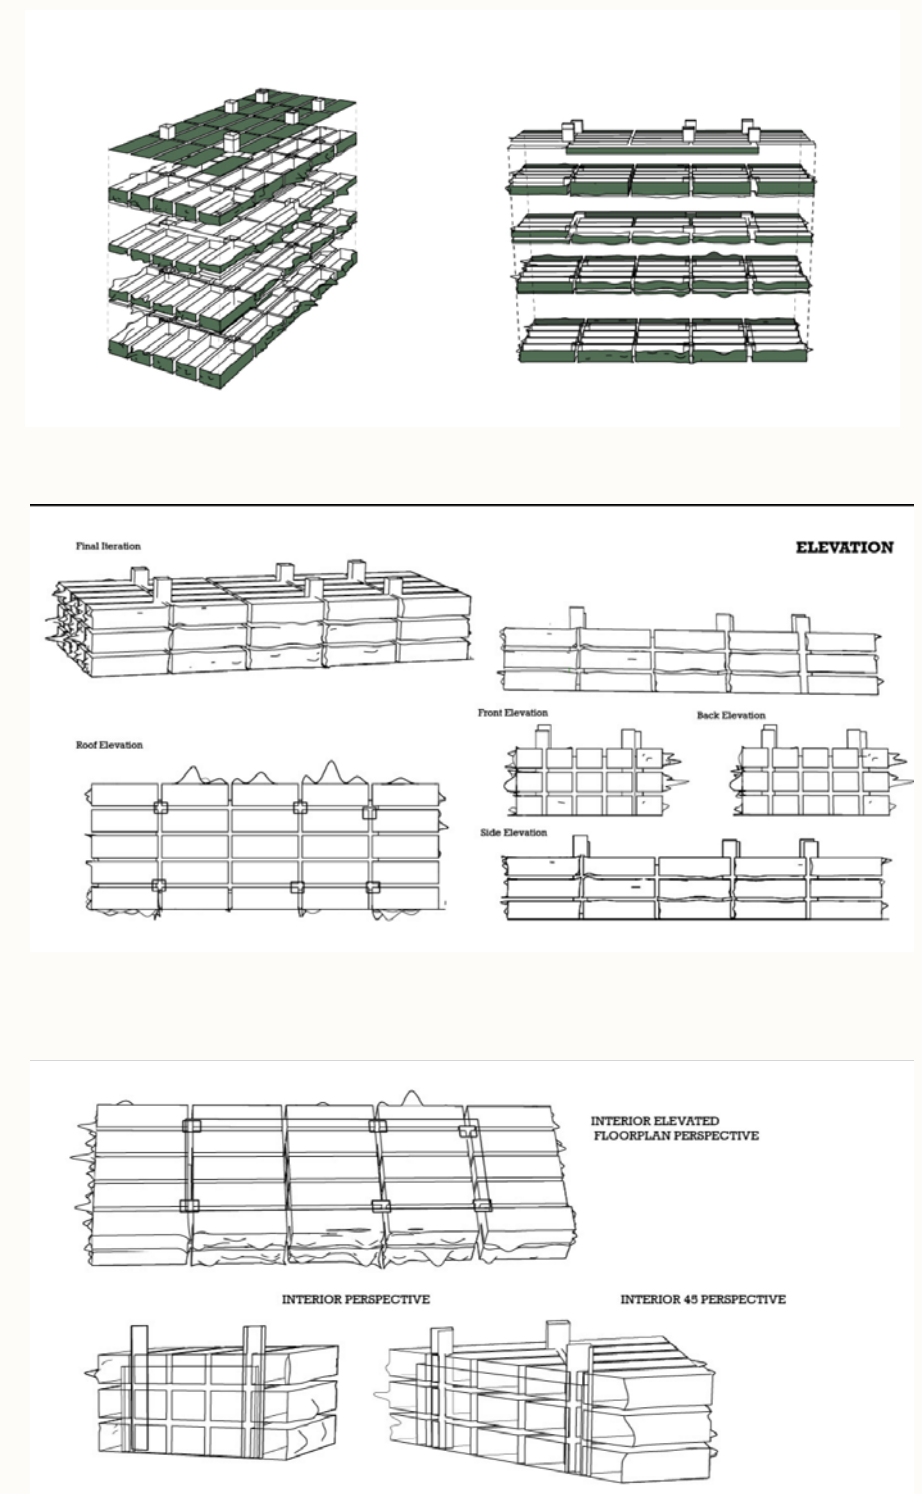 Final Iteration
ELEVATION
Front Elevation
Back Elevation
Roof Elevation
Side Elevation
INTERIOR ELEVATED
FLOORPLAN PERSPECTIVE
INTERIOR PERSPECTIVE
INTERIOR 45 PERSPECTIVE